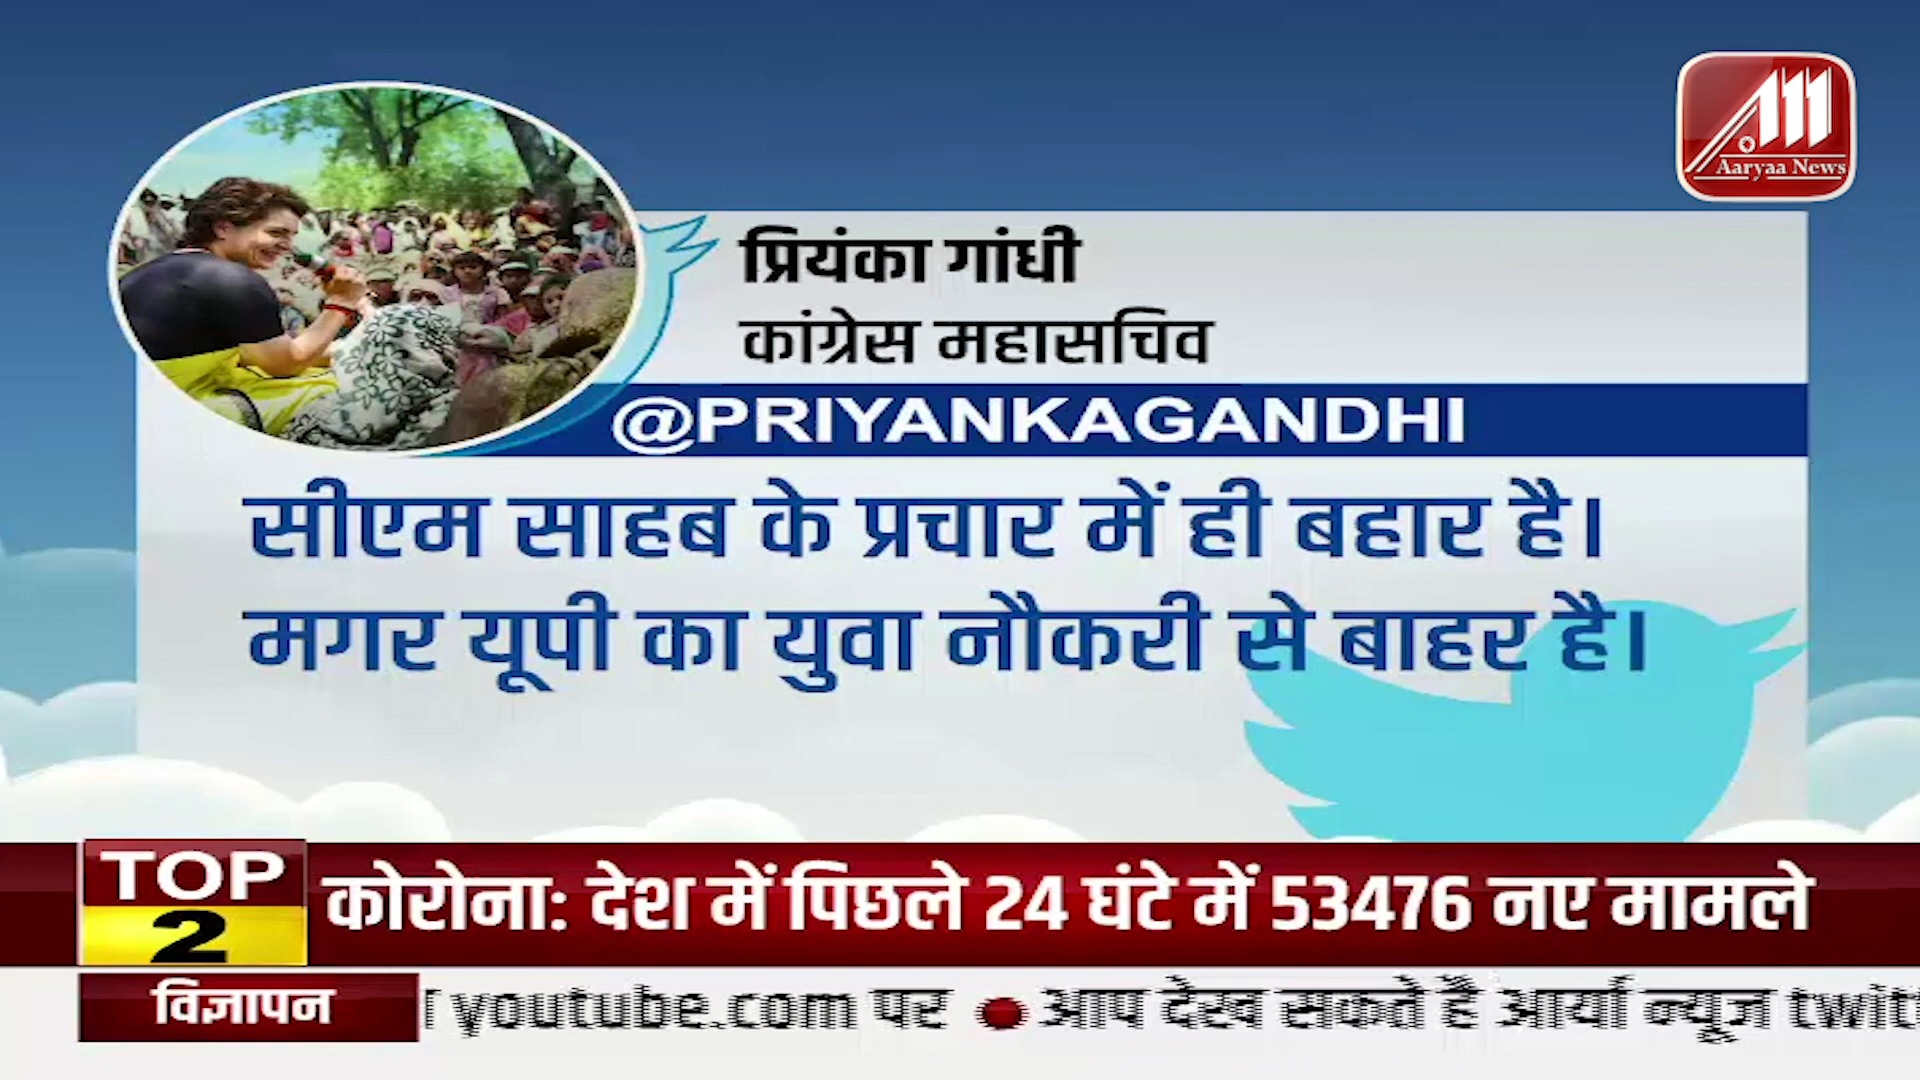 Aaryaa News
प्रियंका गांधी
कांग्रेस महासचिव
@PRIYANKAGANDHI
सीएम साहब के प्रचार में ही बहार है।
मगर यूपी का युवा नौकरी से बाहर है।
TOP
2
कोरोना: देश में पिछले 24 घंटे में 53476 नए मामले
विज्ञापन
youtube.com पर ● आप देख सकते हैं आर्या न्यूज twit